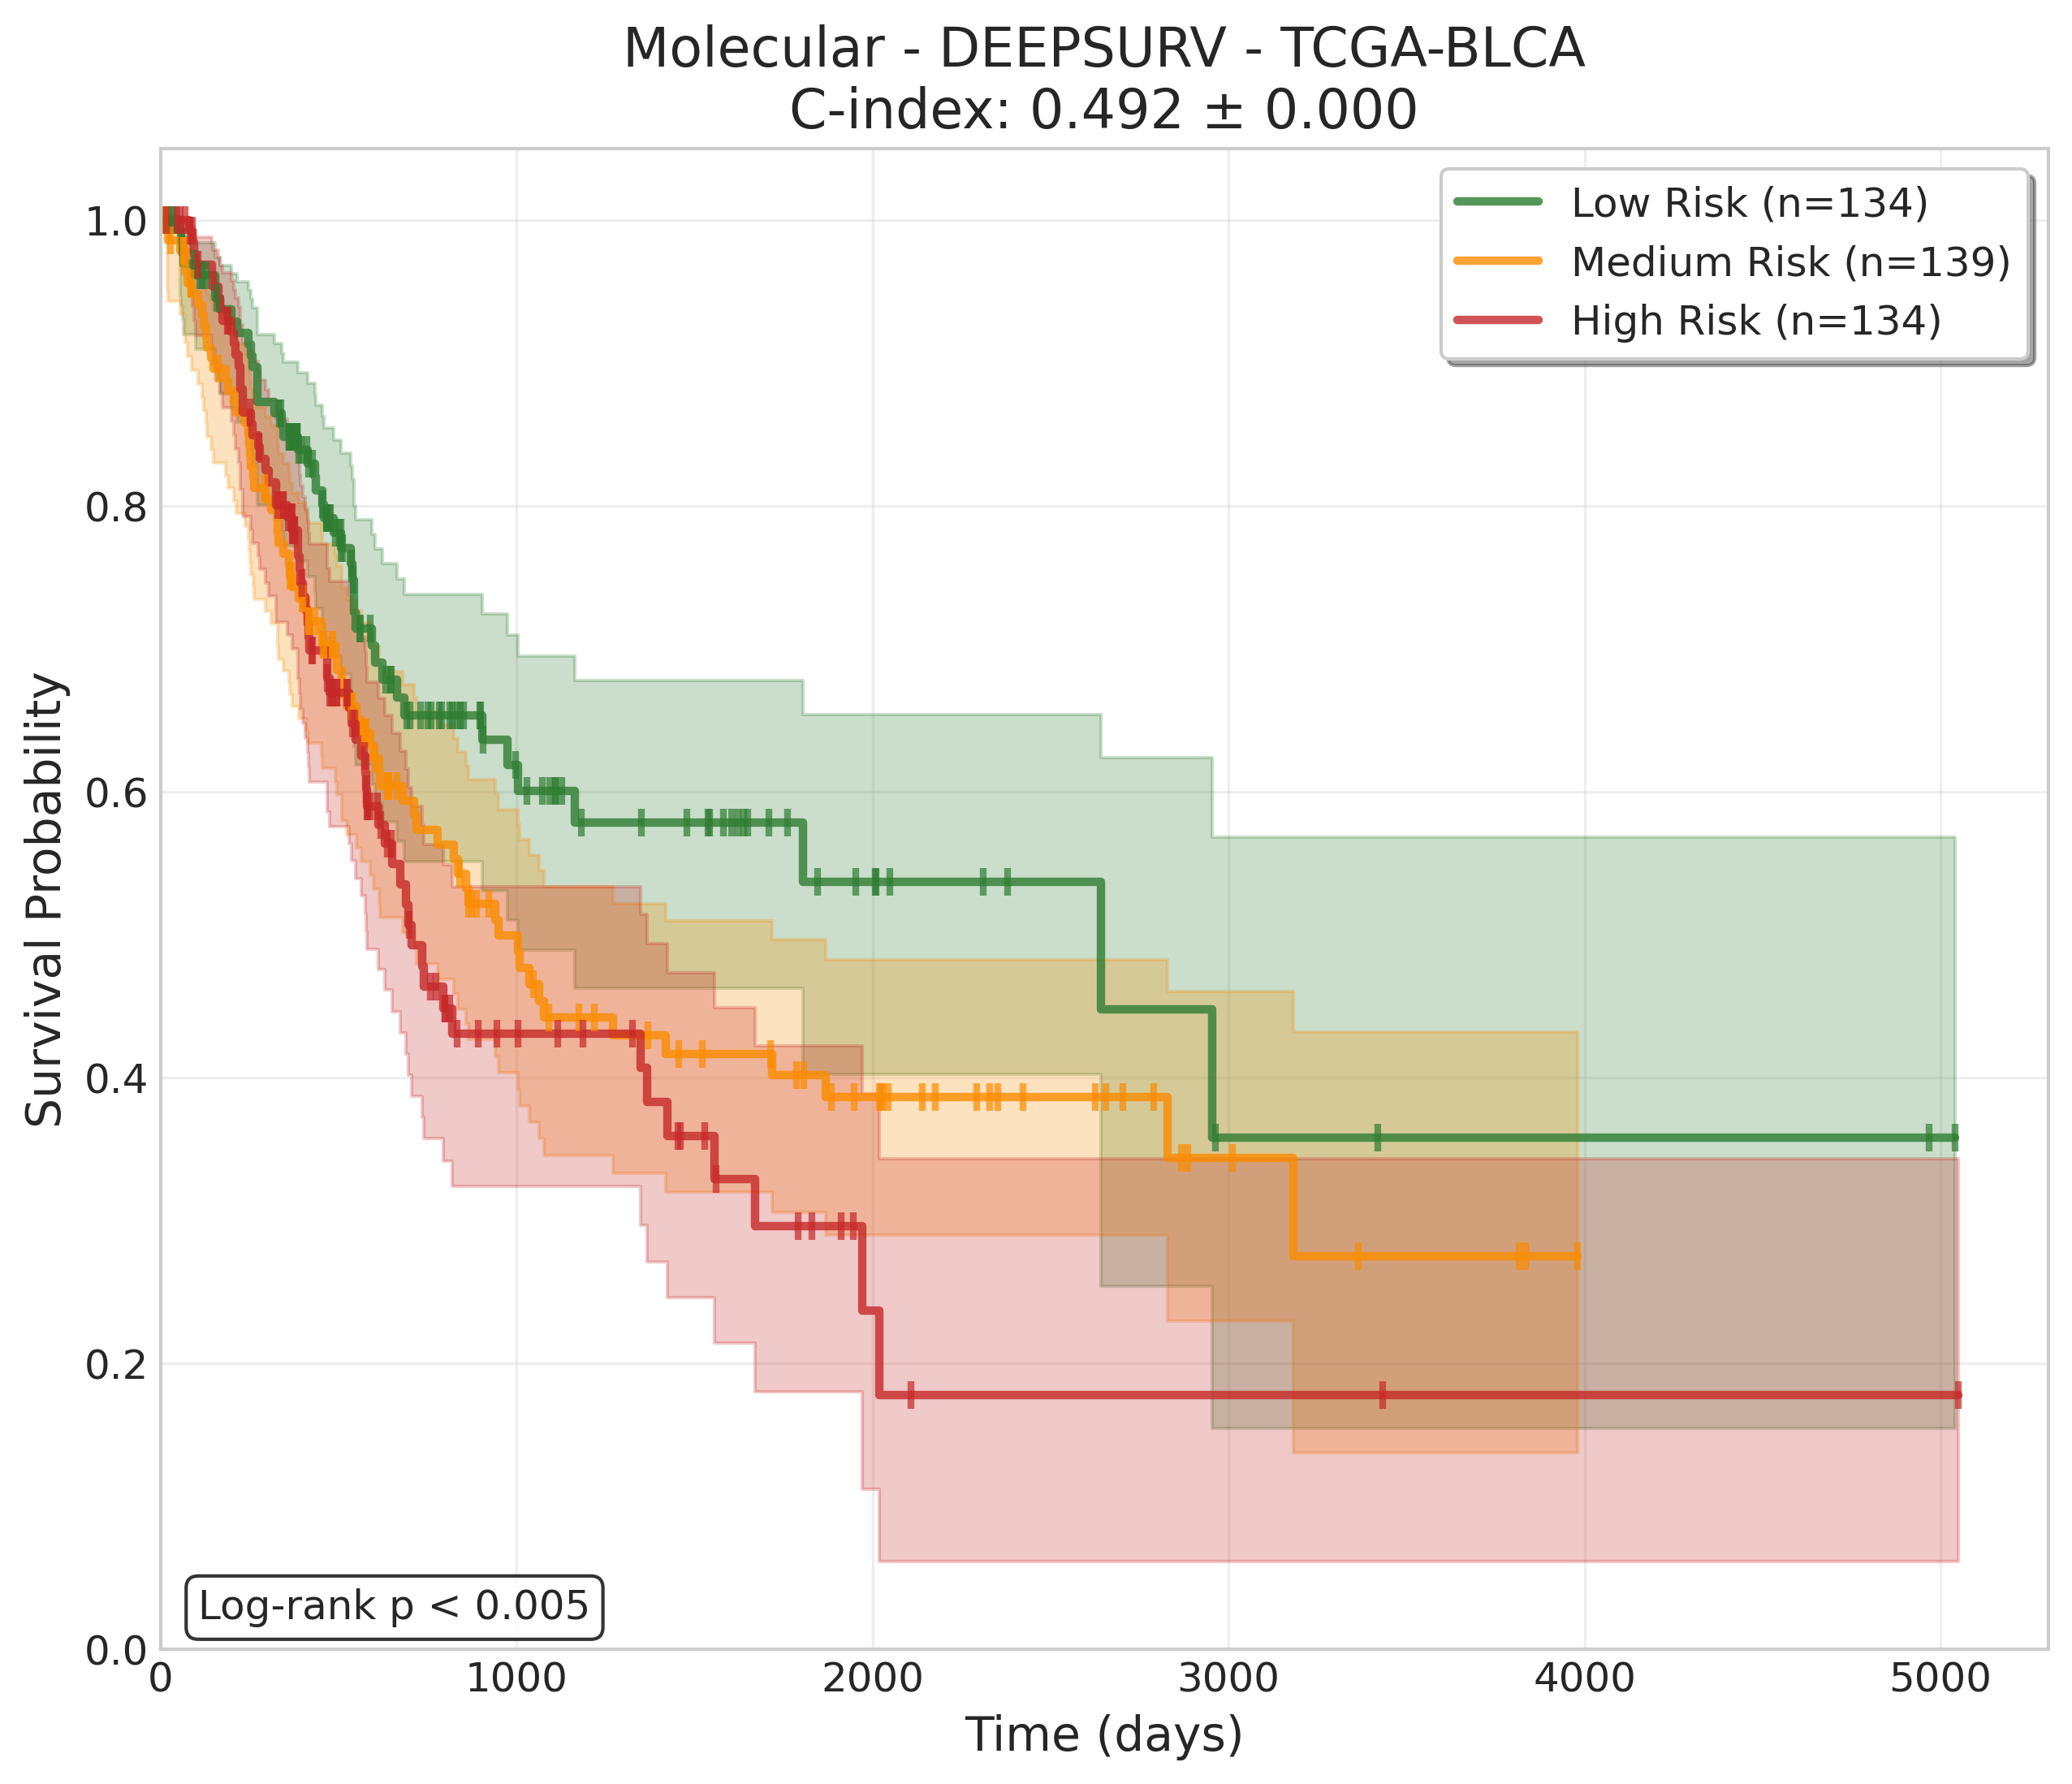 Molecular - DEEPSURV - TCGA-BLCA
C-index: 0.492 ± 0.000
Low Risk (n=134)
Medium Risk (n=139)
High Risk (n=134)
Survival Probability
1.0
0.8
0.6
0.4
0.2
0.0
Log-rank p < 0.005
0 1000 2000 3000 4000 5000
Time (days)